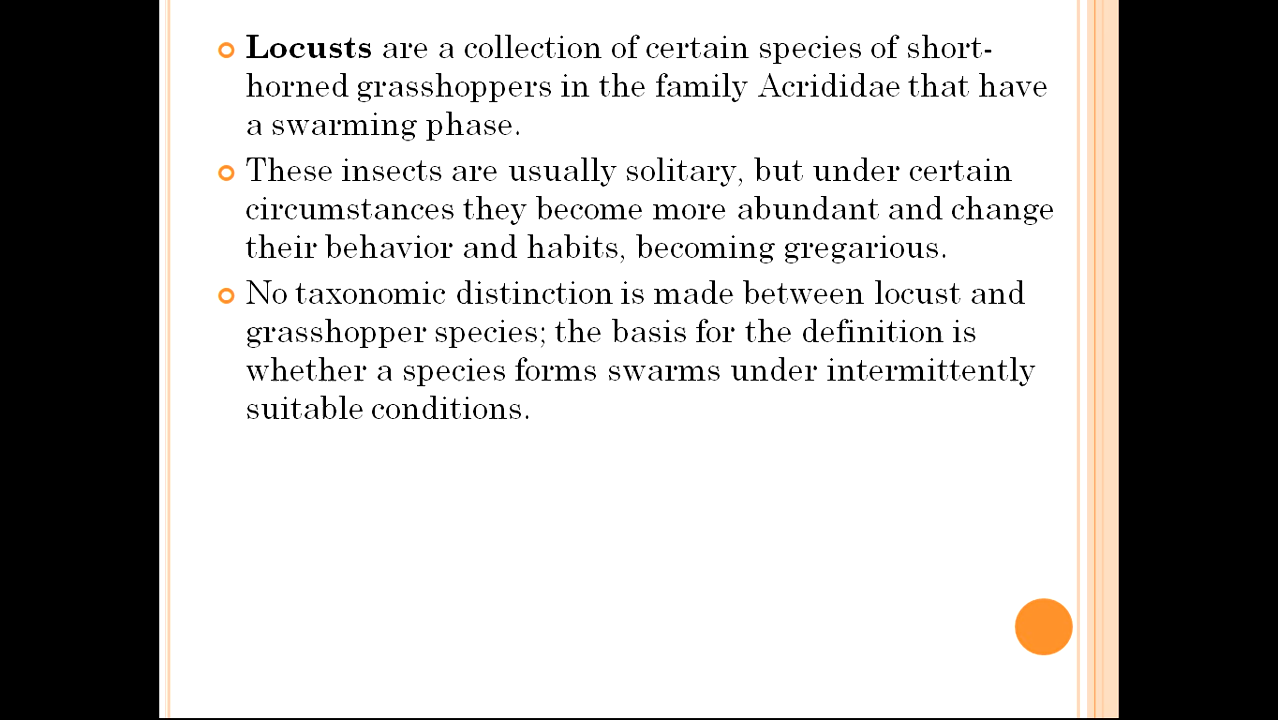 Locusts are a collection of certain species of short-
horned grasshoppers in the family Acrididae that have
a swarming phase.
These insects are usually solitary, but under certain
circumstances they become more abundant and change
their behavior and habits, becoming gregarious.
No taxonomic distinction is made between locust and
grasshopper species; the basis for the definition is
whether a species forms swarms under intermittently
suitable conditions.